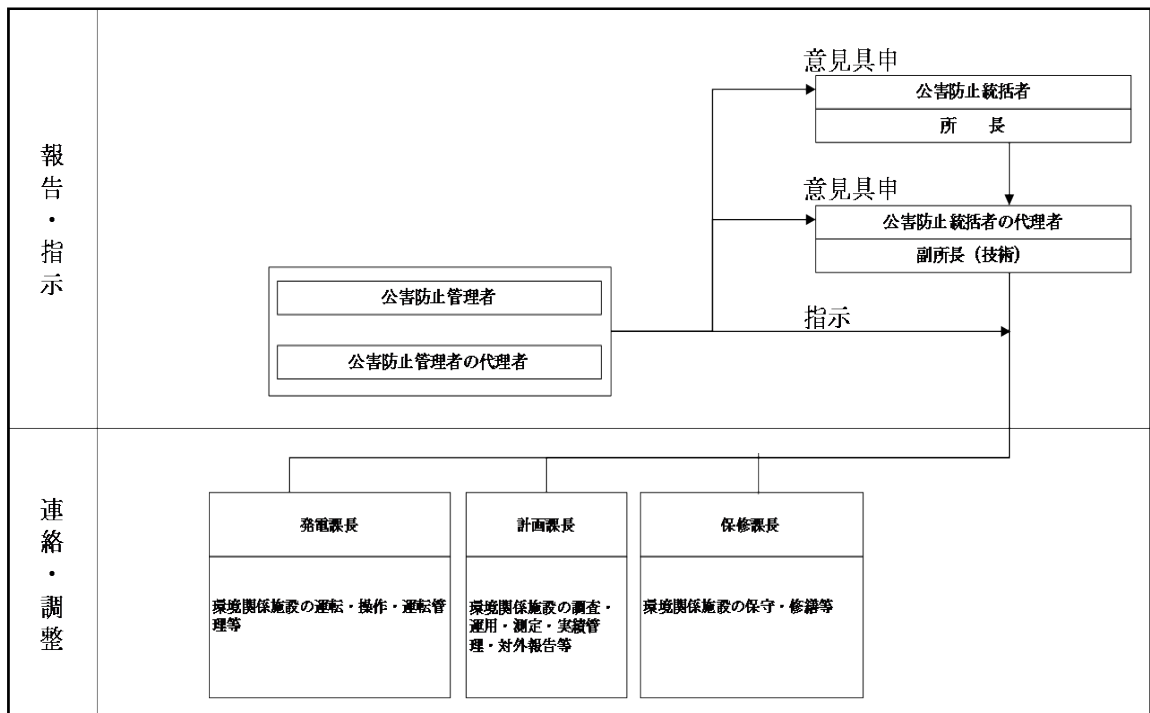 報告・指示
意見具申
公害防止統括者
所　　長
意見具申
公害防止統括者の代理者
副所長（技術）
公害防止管理者
指示
公害防止管理者の代理者
連絡・調整
発電課長
計画課長
保修課長
環境関係施設の運転・操作・運転管
理等
環境関係施設の調査・
運用・測定・実績管
理・対外報告等
環境関係施設の保守・修繕等